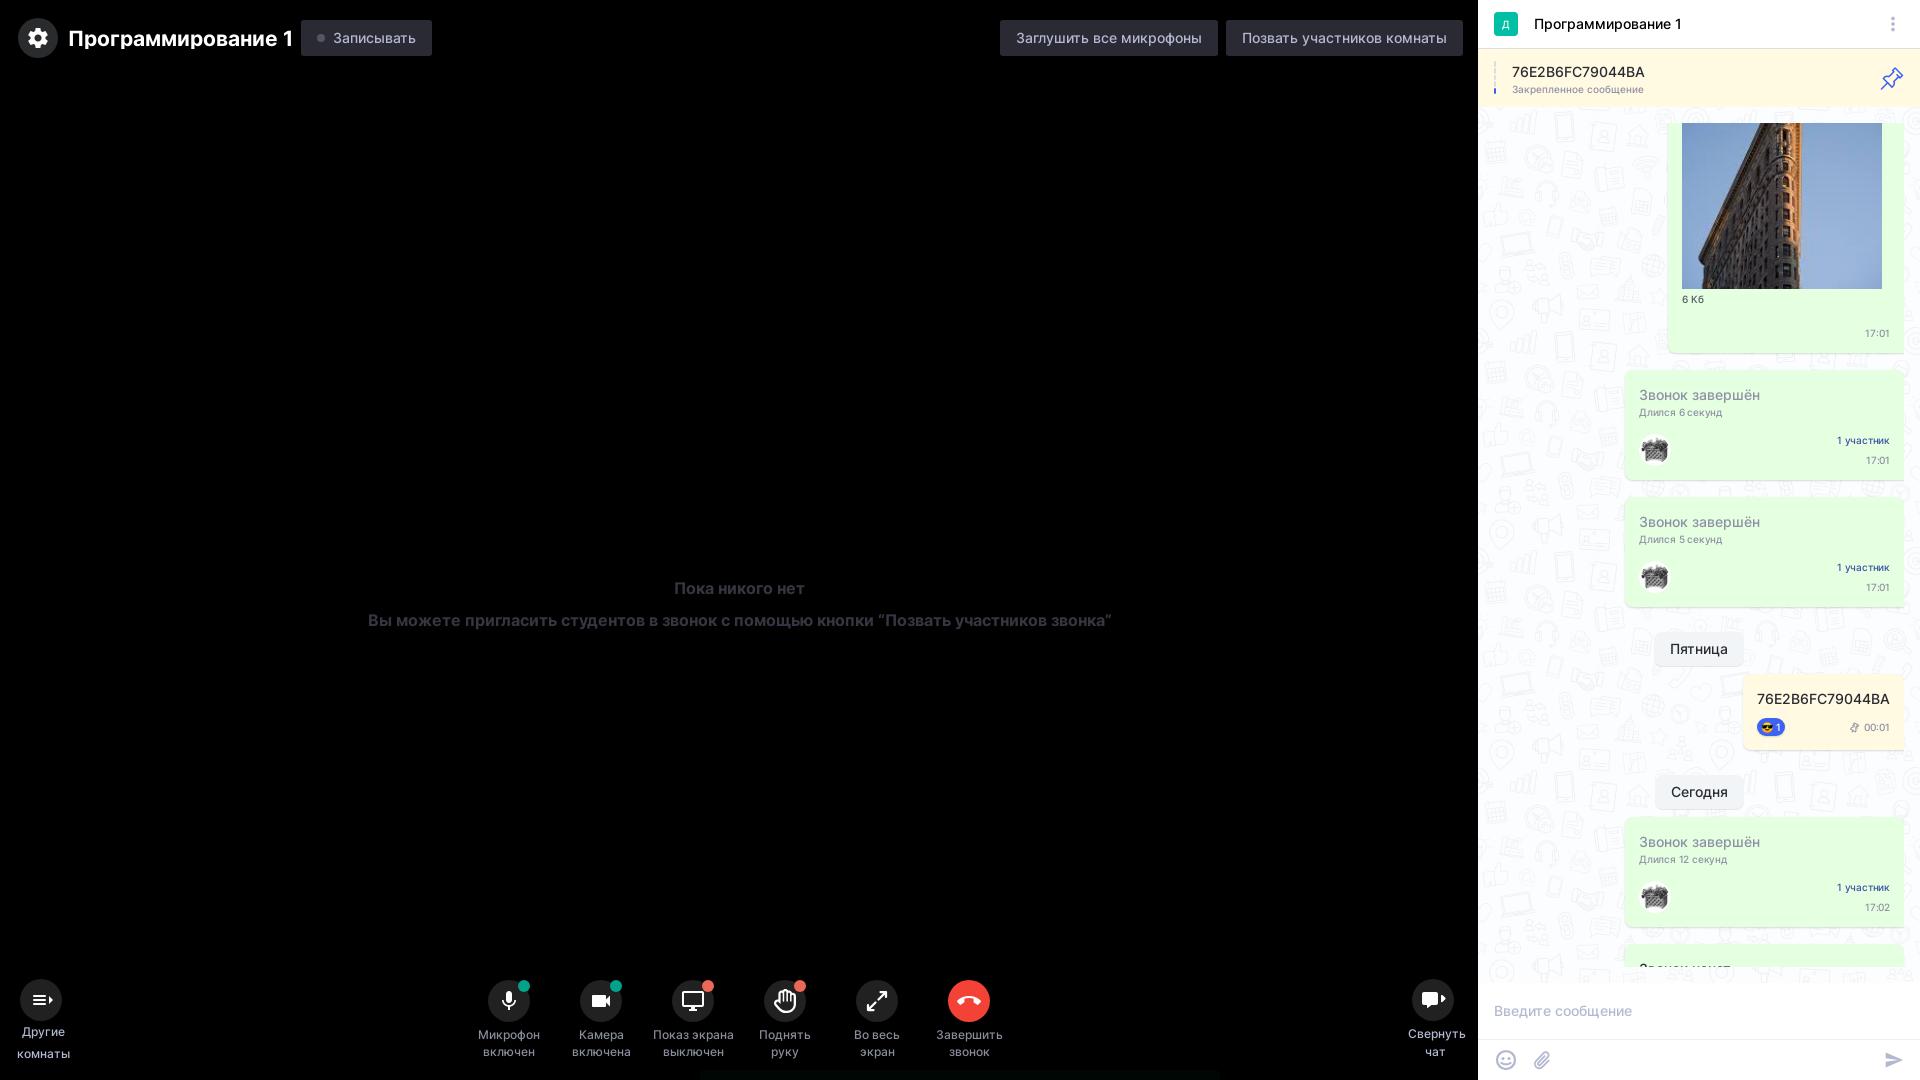 Программирование 1
Записывать
Заглушить все микрофоны
Позвать участников комнаты
Пока никого нет
Вы можете пригласить студентов в звонок с помощью кнопки “Позвать участников звонка”
Другие
комнаты
Микрофон
включен
Камера
включена
Показ экрана
выключен
Поднять
руку
Во весь
экран
Завершить
звонок
Свернуть
чат
Д
Программирование 1
76E2B6FC79044BA
Закрепленное сообщение
6 Кб
17:01
Звонок завершён
Длился 6 секунд
1 участник
17:01
Звонок завершён
Длился 5 секунд
1 участник
17:01
Пятница
76E2B6FC79044BA
1
00:01
Сегодня
Звонок завершён
Длился 12 секунд
1 участник
17:02
Введите сообщение